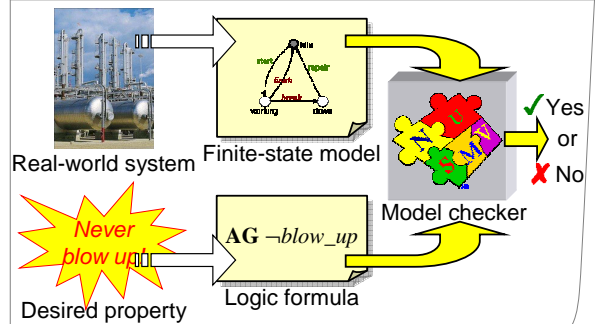 idle
start
repair
break
working
down
Real-world system
Finite-state model
N
U
S
M
V
Model checker
✓ Yes
or
✗ No
Never
blow up!
AG ¬blow_up
Desired property
Logic formula